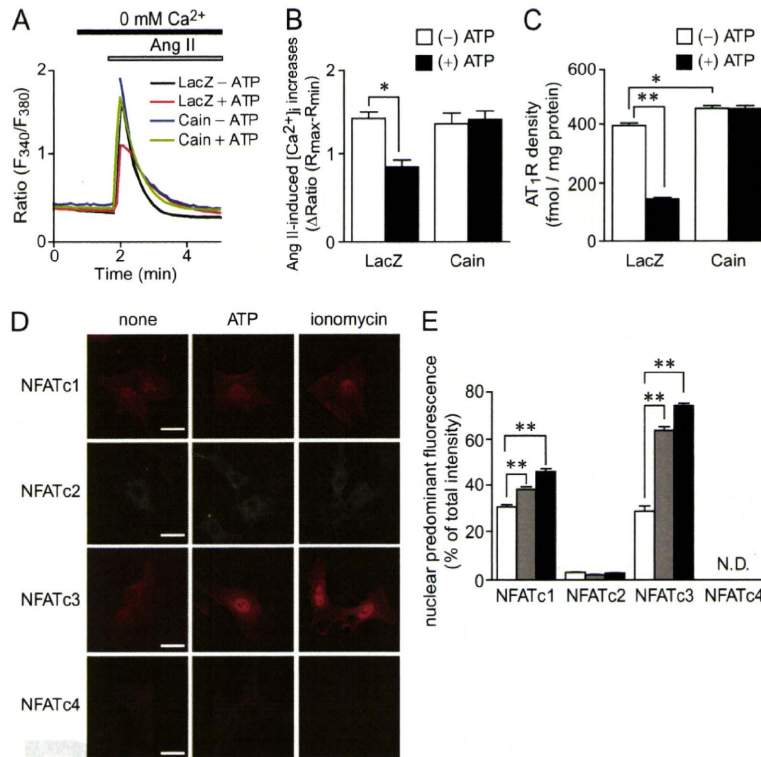 A
0 mM Ca²⁺
Ang II
LacZ – ATP
LacZ + ATP
Cain – ATP
Cain + ATP
2
1
0
Ratio (F340/F380)
0 2 4
Time (min)
B
(–) ATP
(+) ATP
2
1
0
Ang II-induced [Ca²⁺]i increases
(ΔRatio (Rmax-Rmin)
*
LacZ Cain
C
(–) ATP
(+) ATP
600
400
200
0
AT1R density
(fmol / mg protein)
*
**
LacZ Cain
D
none ATP ionomycin
NFATc1
NFATc2
NFATc3
NFATc4
E
80
60
40
20
0
nuclear predominant fluorescence
(% of total intensity)
**
**
**
**
N.D.
NFATc1 NFATc2 NFATc3 NFATc4